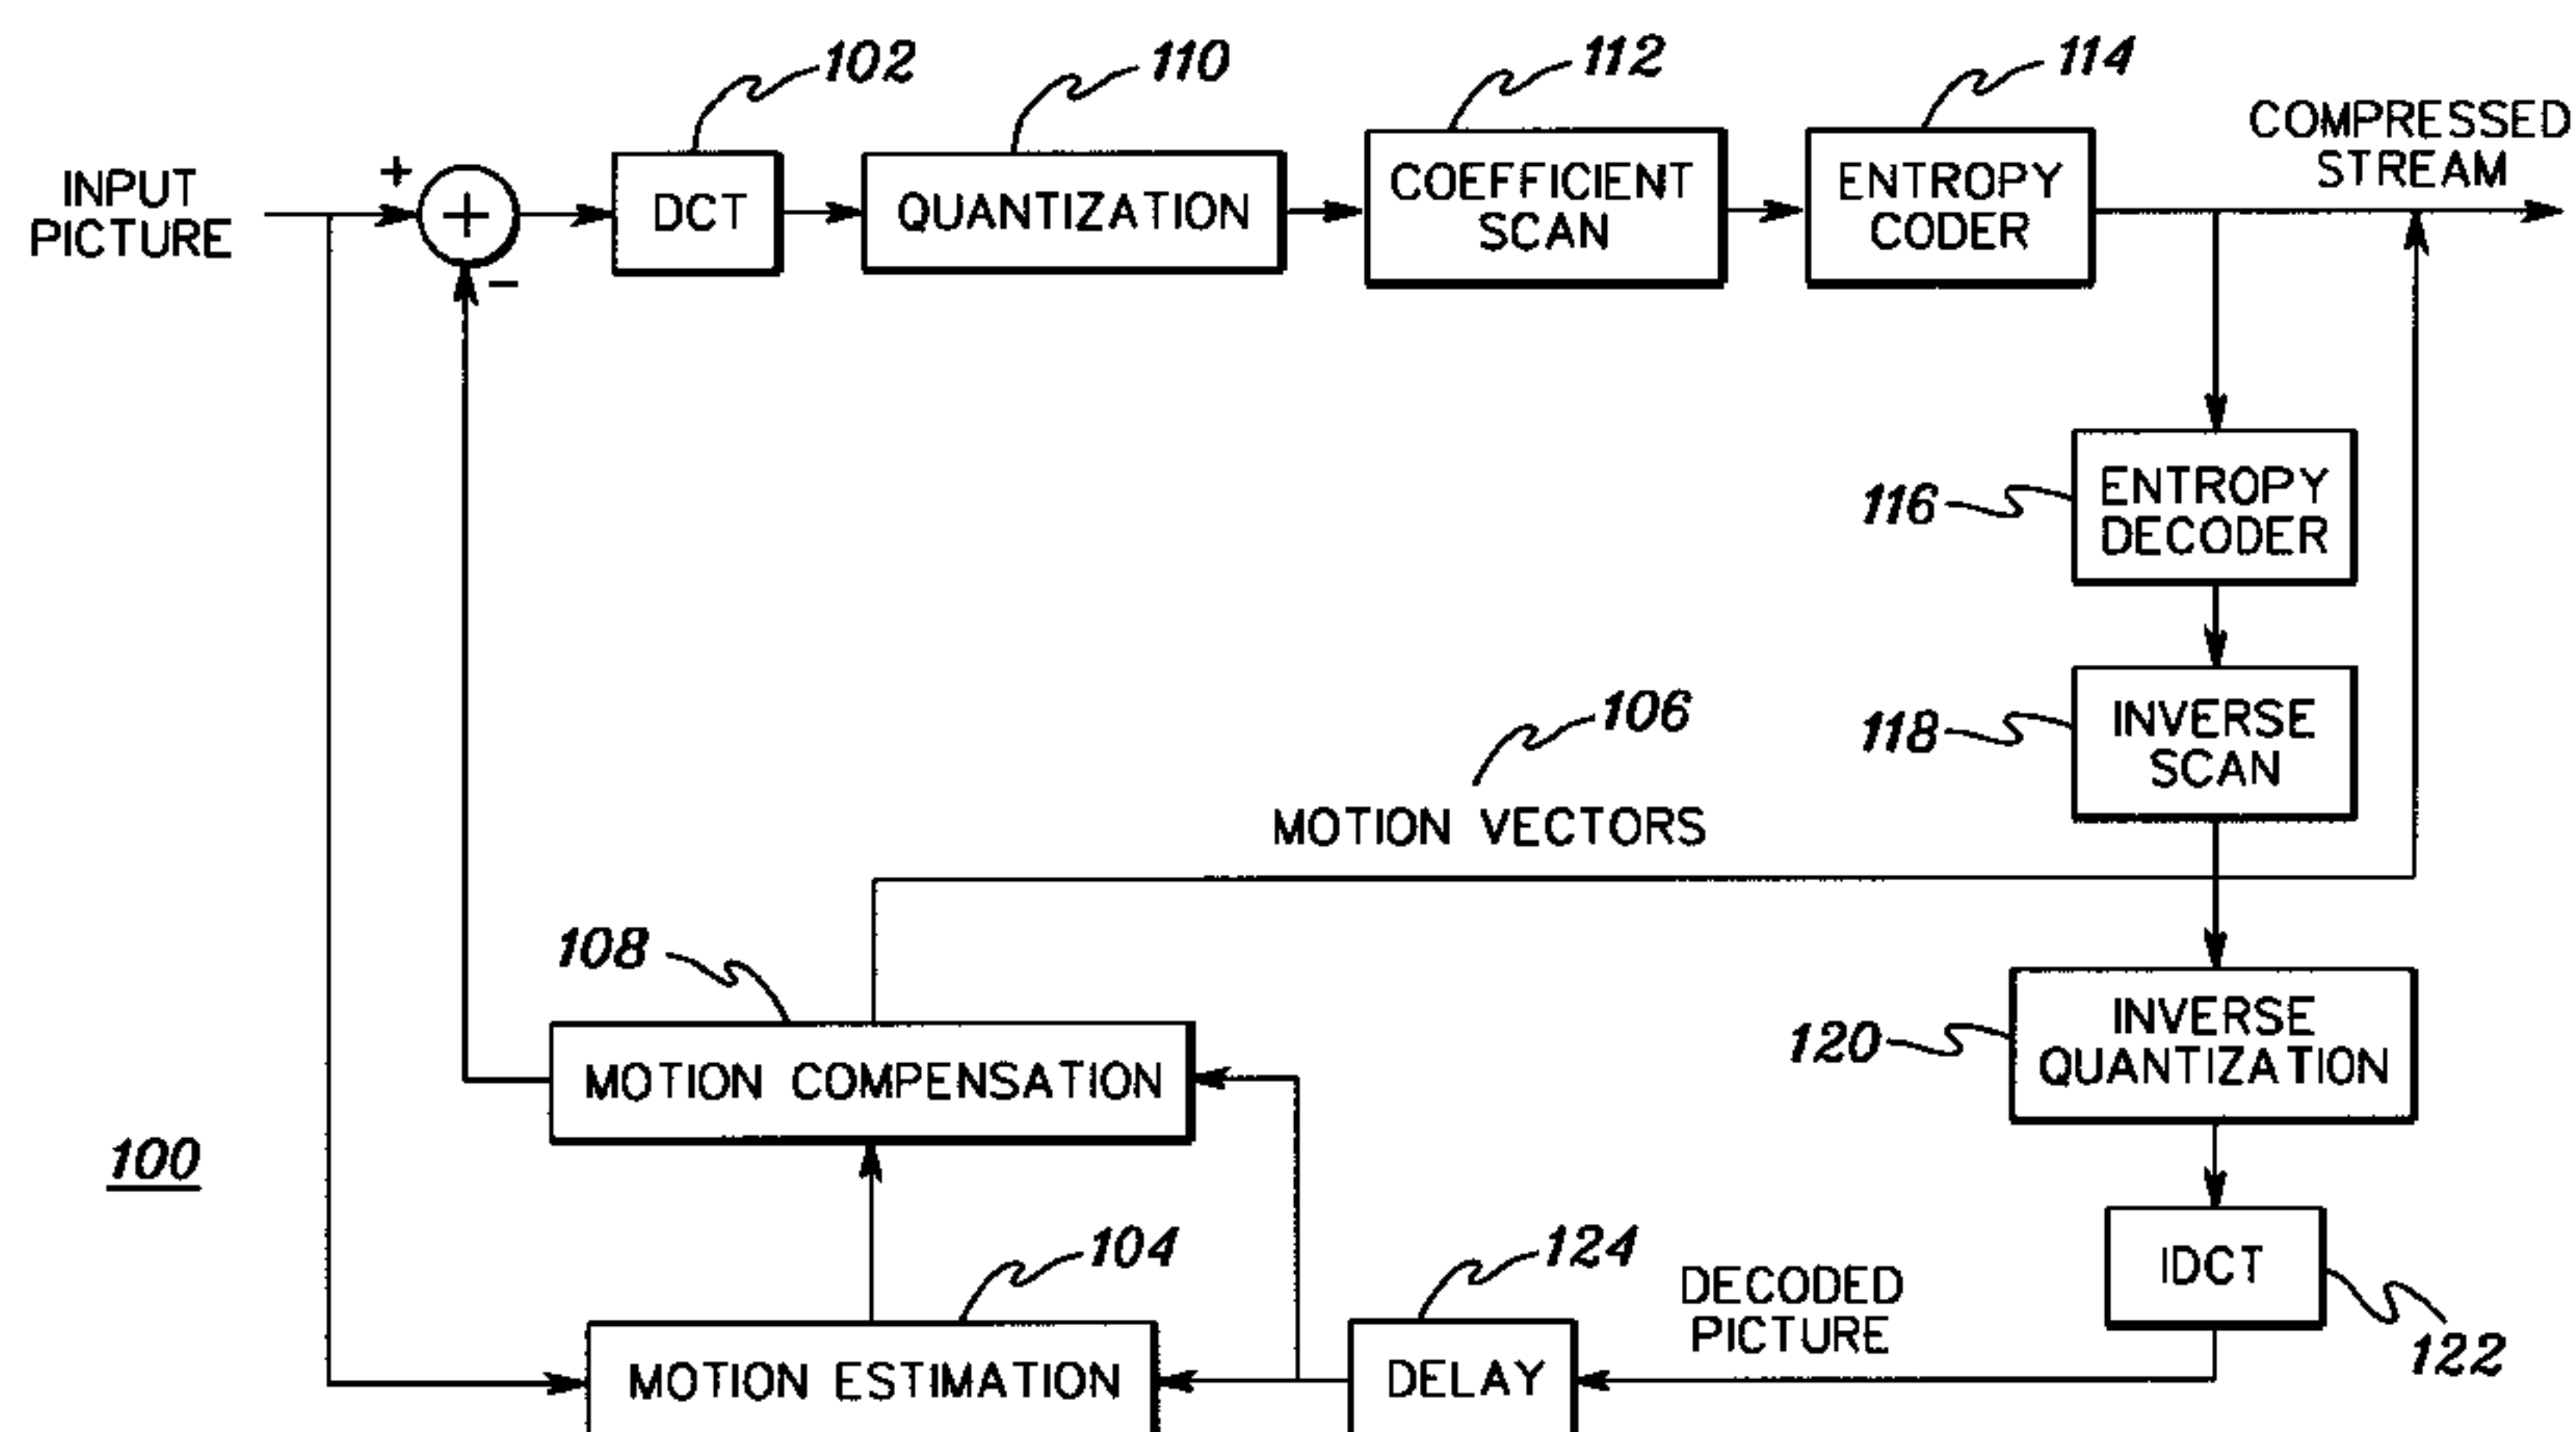 102
110
112
114
COMPRESSED
STREAM
INPUT
PICTURE
+
+
-
DCT
QUANTIZATION
COEFFICIENT
SCAN
ENTROPY
CODER
116
ENTROPY
DECODER
106
118
INVERSE
SCAN
MOTION VECTORS
108
120
INVERSE
QUANTIZATION
MOTION COMPENSATION
100
104
124
DECODED
PICTURE
IDCT
122
MOTION ESTIMATION
DELAY